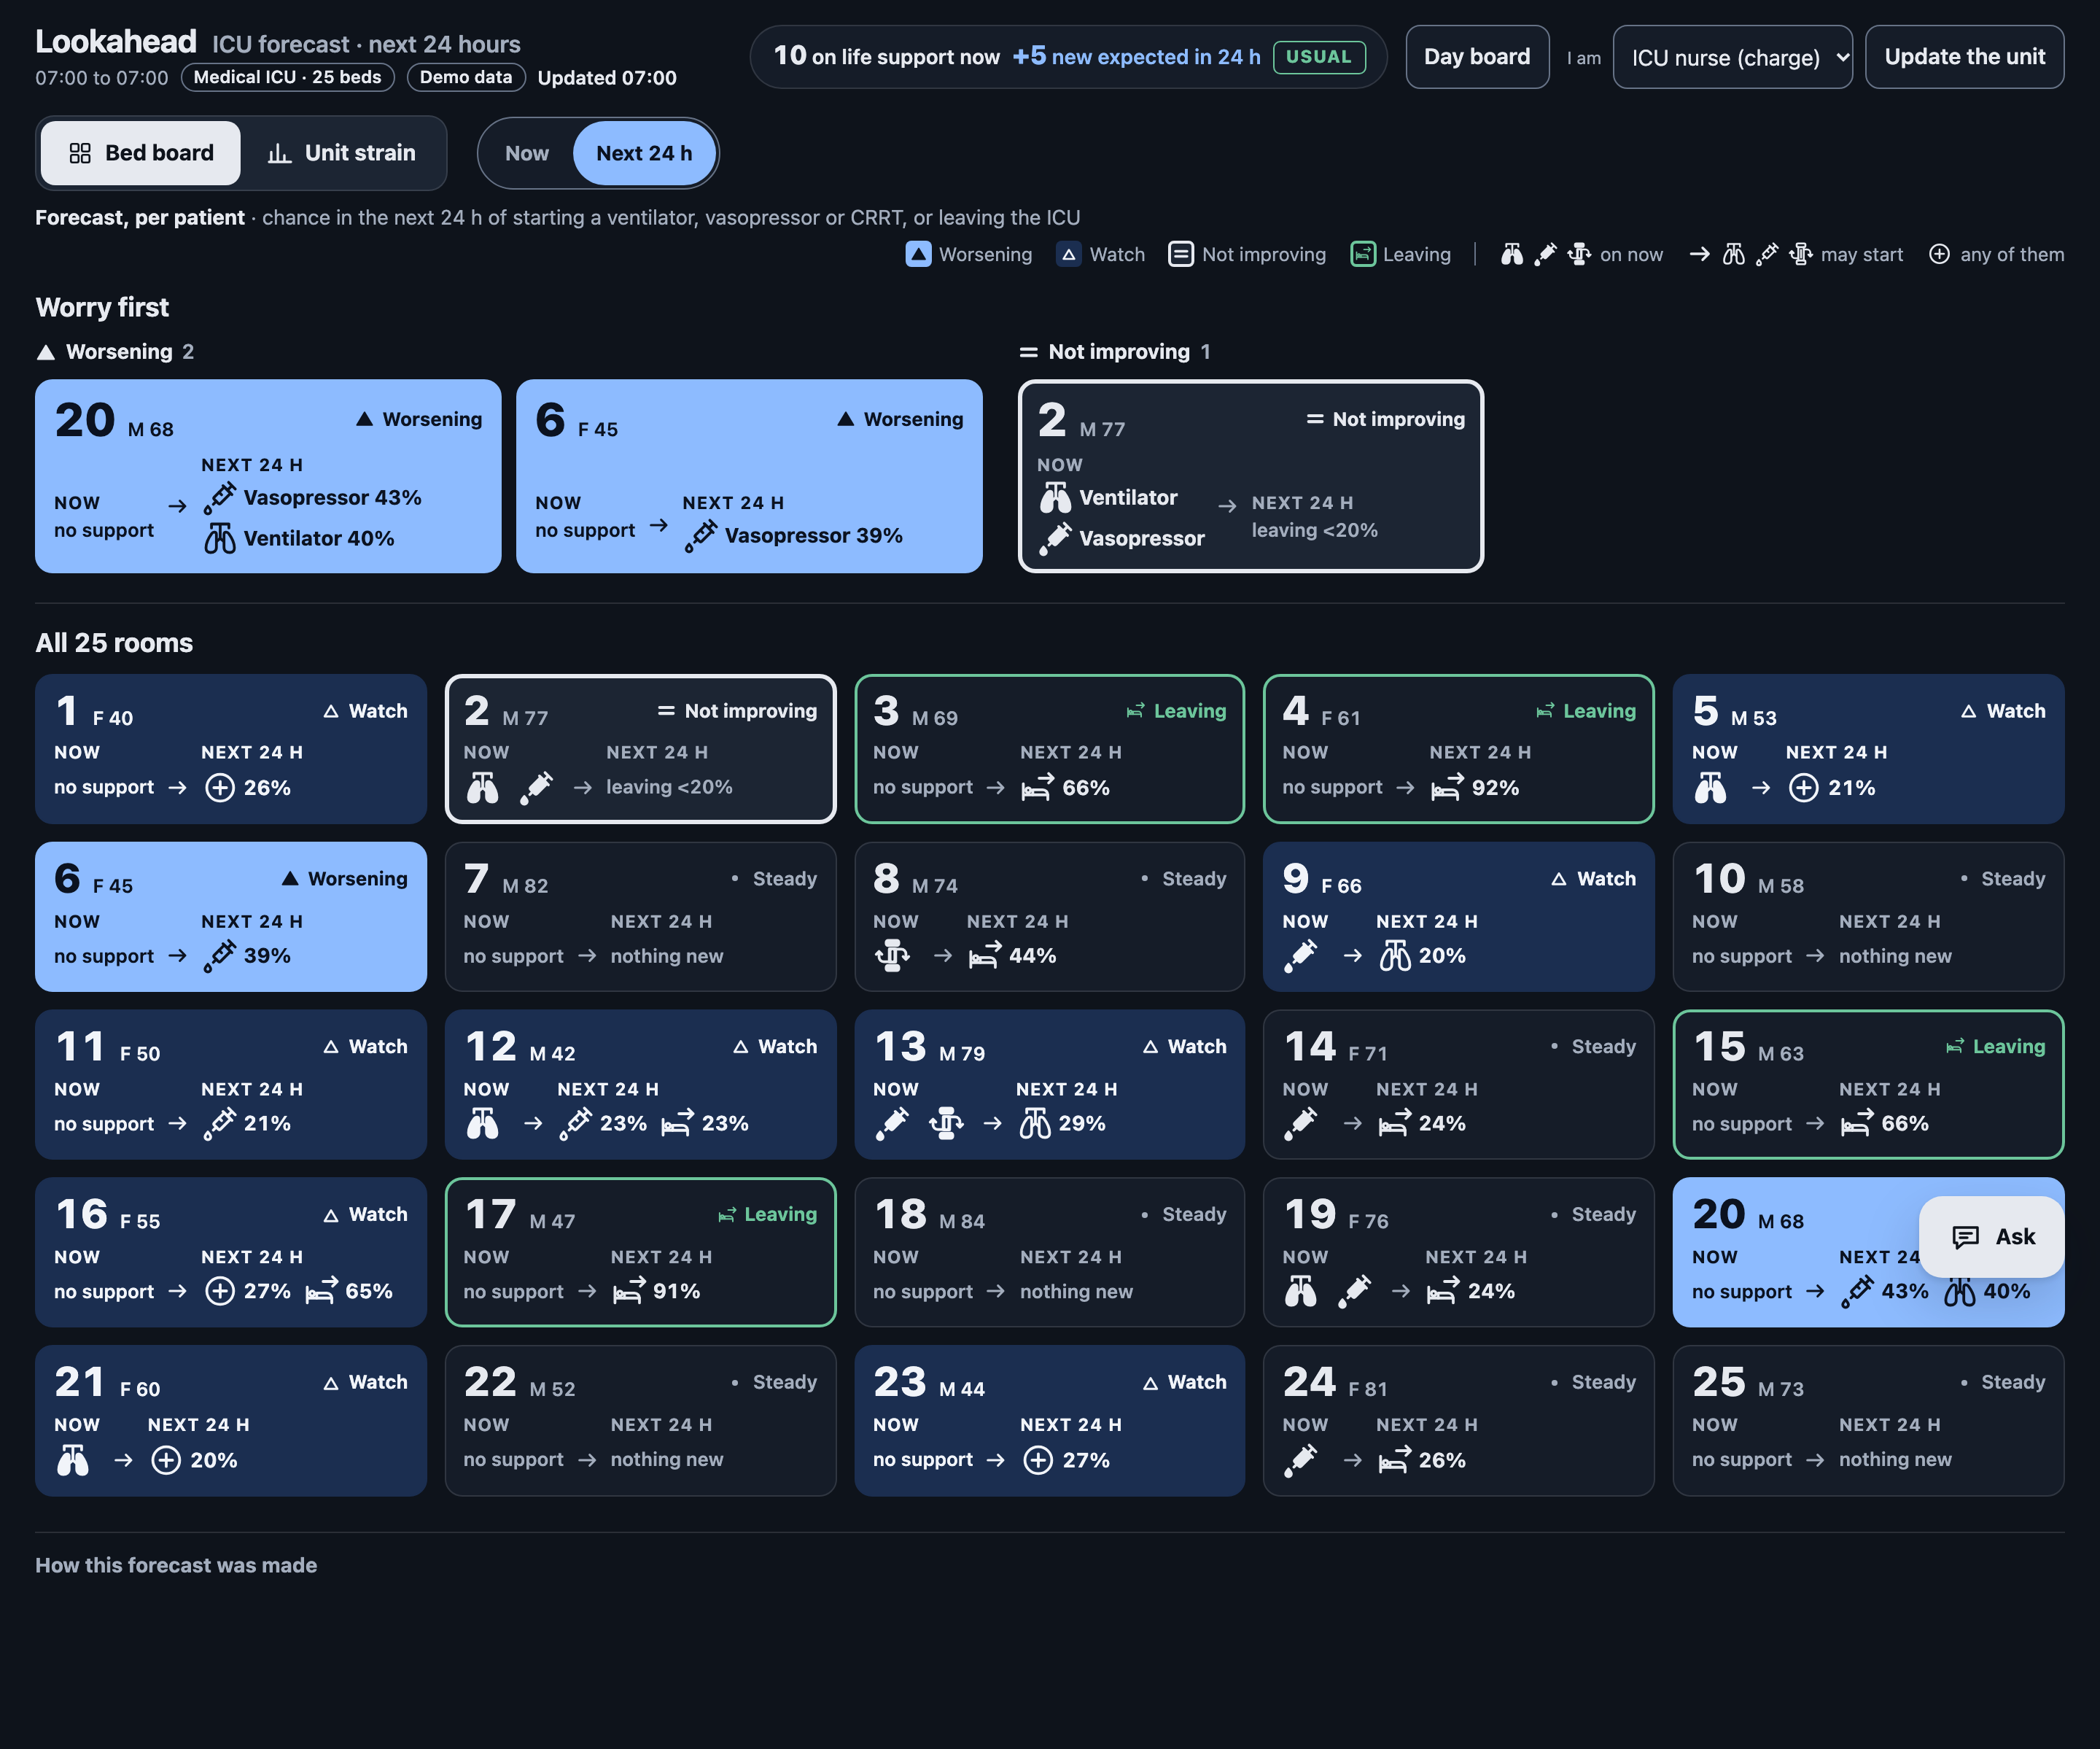 Lookahead ICU forecast · next 24 hours
07:00 to 07:00 Medical ICU · 25 beds Demo data Updated 07:00
10 on life support now +5 new expected in 24 h USUAL
Day board
I am ICU nurse (charge)
Update the unit
Bed board Unit strain Now Next 24 h
Forecast, per patient · chance in the next 24 h of starting a ventilator, vasopressor or CRRT, or leaving the ICU
Worsening Watch Not improving Leaving on now may start any of them
Worry first
Worsening 2
20 M 68 Worsening
NOW
no support
NEXT 24 H
Vasopressor 43%
Ventilator 40%
6 F 45 Worsening
NOW
no support
NEXT 24 H
Vasopressor 39%
Not improving 1
2 M 77 Not improving
NOW
Ventilator
Vasopressor
NEXT 24 H
leaving <20%
All 25 rooms
1 F 40 Watch
NOW NEXT 24 H
no support → 26%
2 M 77 Not improving
NOW NEXT 24 H
→ leaving <20%
3 M 69 Leaving
NOW NEXT 24 H
no support → 66%
4 F 61 Leaving
NOW NEXT 24 H
no support → 92%
5 M 53 Watch
NOW NEXT 24 H
→ 21%
6 F 45 Worsening
NOW NEXT 24 H
no support → 39%
7 M 82 Steady
NOW NEXT 24 H
no support → nothing new
8 M 74 Steady
NOW NEXT 24 H
→ 44%
9 F 66 Watch
NOW NEXT 24 H
→ 20%
10 M 58 Steady
NOW NEXT 24 H
no support → nothing new
11 F 50 Watch
NOW NEXT 24 H
no support → 21%
12 M 42 Watch
NOW NEXT 24 H
→ 23% 23%
13 M 79 Watch
NOW NEXT 24 H
→ 29%
14 F 71 Steady
NOW NEXT 24 H
→ 24%
15 M 63 Leaving
NOW NEXT 24 H
no support → 66%
16 F 55 Watch
NOW NEXT 24 H
no support → 27% 65%
17 M 47 Leaving
NOW NEXT 24 H
no support → 91%
18 M 84 Steady
NOW NEXT 24 H
no support → nothing new
19 F 76 Steady
NOW NEXT 24 H
→ 24%
20 M 68
NOW NEXT 24
no support → 43% 40%
Ask
21 F 60 Watch
NOW NEXT 24 H
→ 20%
22 M 52 Steady
NOW NEXT 24 H
no support → nothing new
23 M 44 Watch
NOW NEXT 24 H
no support → 27%
24 F 81 Steady
NOW NEXT 24 H
→ 26%
25 M 73 Steady
NOW NEXT 24 H
no support → nothing new
How this forecast was made